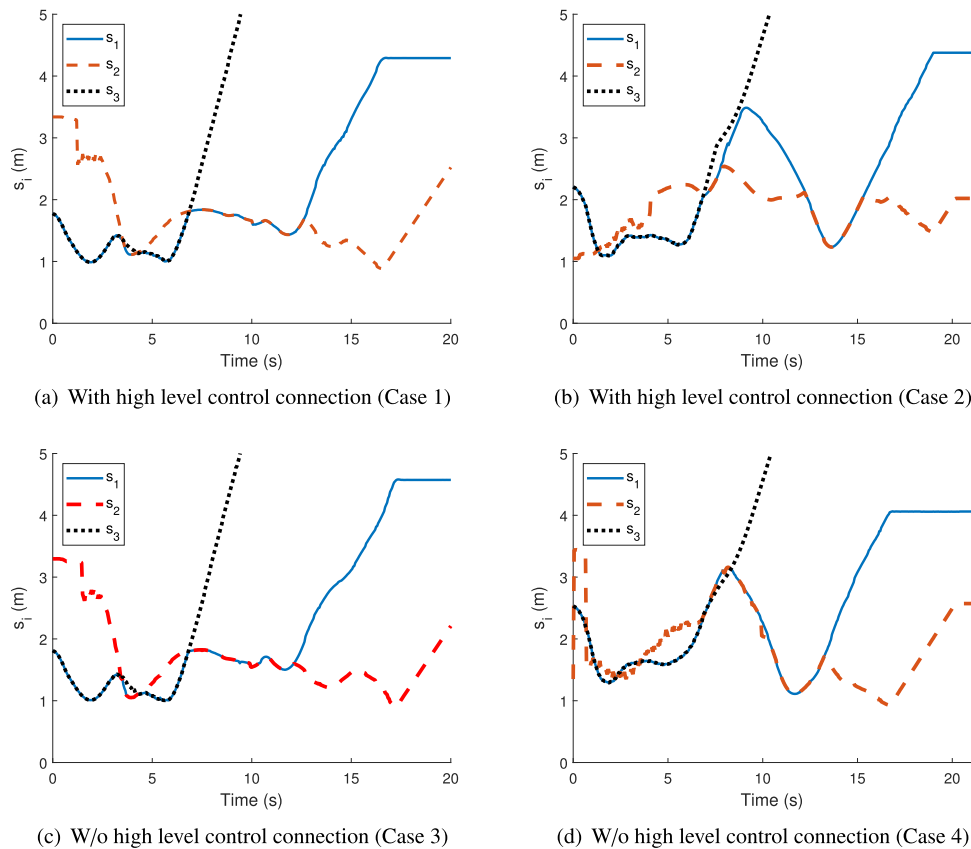 5
4
3
2
1
0
s_i (m)
s_1
s_2
s_3
0 5 10 15 20
Time (s)
(a) With high level control connection (Case 1)
5
4
3
2
1
0
s_i (m)
s_1
s_2
s_3
0 5 10 15 20
Time (s)
(b) With high level control connection (Case 2)
5
4
3
2
1
0
s_i (m)
s_1
s_2
s_3
0 5 10 15 20
Time (s)
(c) W/o high level control connection (Case 3)
5
4
3
2
1
0
s_i (m)
s_1
s_2
s_3
0 5 10 15 20
Time (s)
(d) W/o high level control connection (Case 4)